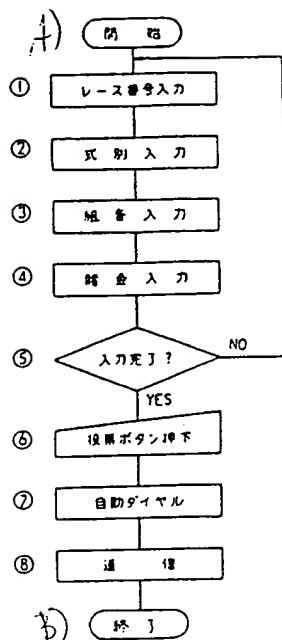 A) 開始
① レース番号入力
② 式別入力
③ 組番入力
④ 賭金入力
⑤ 入力完了? NO
YES
⑥ 投票ボタン押下
⑦ 自動ダイヤル
⑧ 送信
B) 終了